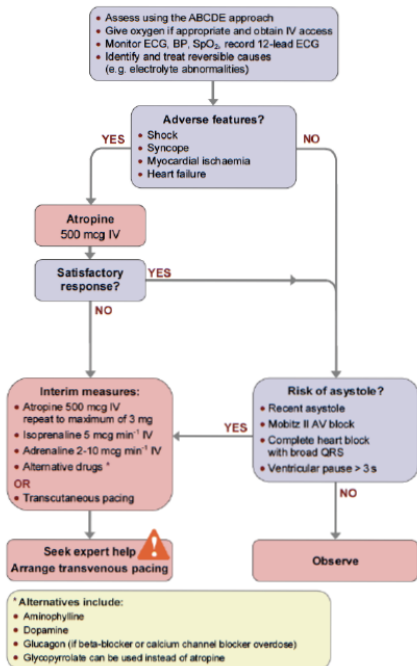 • Assess using the ABCDE approach
• Give oxygen if appropriate and obtain IV access
• Monitor ECG, BP, SpO₂, record 12-lead ECG
• Identify and treat reversible causes
(e.g. electrolyte abnormalities)
Adverse features?
• Shock
• Syncope
• Myocardial ischaemia
• Heart failure
YES
NO
Atropine
500 mcg IV
Satisfactory
response?
YES
NO
Interim measures:
• Atropine 500 mcg IV
repeat to maximum of 3 mg
• Isoprenaline 5 mcg min⁻¹ IV
• Adrenaline 2-10 mcg min⁻¹ IV
• Alternative drugs *
OR
• Transcutaneous pacing
YES
Risk of asystole?
• Recent asystole
• Mobitz II AV block
• Complete heart block
with broad QRS
• Ventricular pause > 3 s
NO
Seek expert help
Arrange transvenous pacing
!
Observe
* Alternatives include:
• Aminophylline
• Dopamine
• Glucagon (if beta-blocker or calcium channel blocker overdose)
• Glycopyrrolate can be used instead of atropine